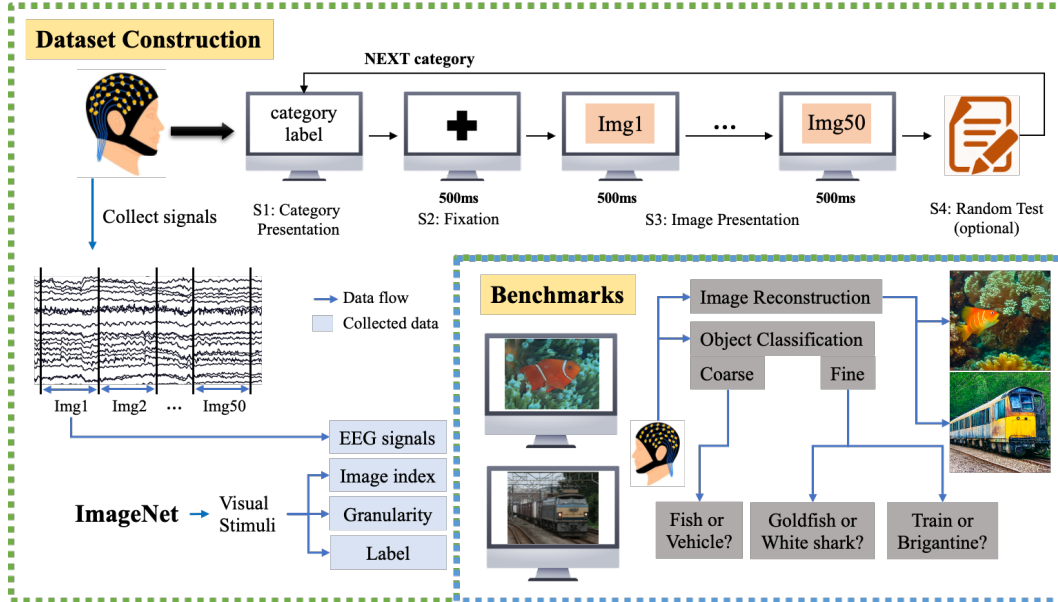 Dataset Construction
NEXT category
category
label
Img1
...
Img50
500ms
500ms
500ms
S1: Category
Presentation
S2: Fixation
S3: Image Presentation
S4: Random Test
(optional)
Collect signals
Data flow
Collected data
Img1
Img2
...
Img50
EEG signals
Image index
Granularity
Label
ImageNet
Visual
Stimuli
Benchmarks
Image Reconstruction
Object Classification
Coarse
Fine
Fish or
Vehicle?
Goldfish or
White shark?
Train or
Brigantine?